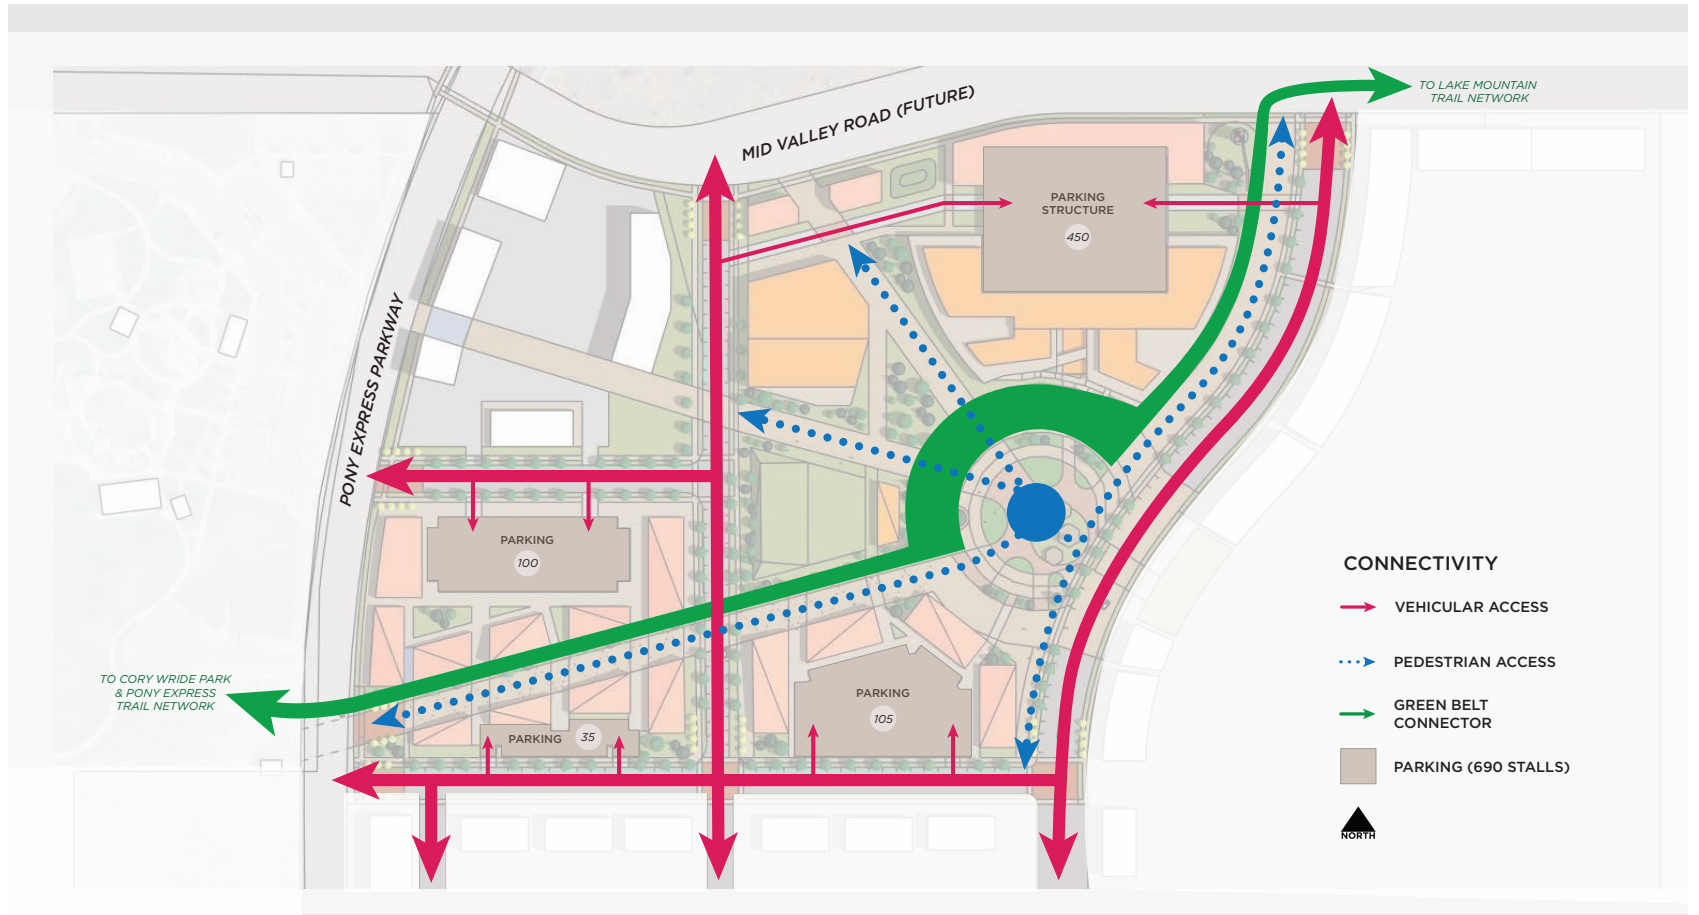 TO LAKE MOUNTAIN
TRAIL NETWORK
MID VALLEY ROAD (FUTURE)
PARKING
STRUCTURE
450
PONY EXPRESS PARKWAY
PARKING
100
CONNECTIVITY
VEHICULAR ACCESS
PEDESTRIAN ACCESS
GREEN BELT
CONNECTOR
PARKING (690 STALLS)
NORTH
TO CORY WRIDE PARK
& PONY EXPRESS
TRAIL NETWORK
PARKING
105
PARKING 35